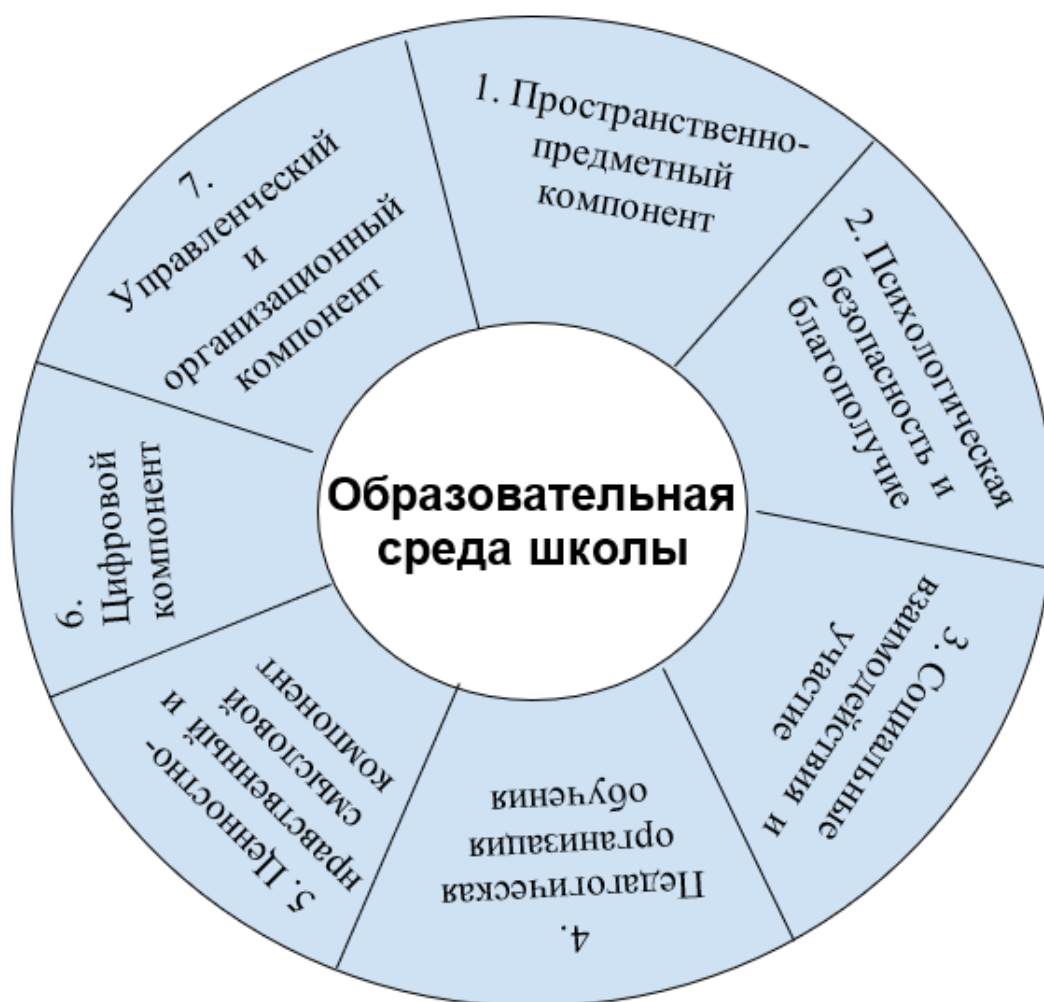 Образовательная
среда школы
1. Пространственно-
предметный
компонент
2. Психологическая
безопасность и
благополучие
3. Социальные
взаимодействия и
участие
4.
Педагогическая
организация
обучения
5. Ценностно-
нравственный и
смысловой
компонент
6.
Цифровой
компонент
7.
Управленческий
и
организационный
компонент